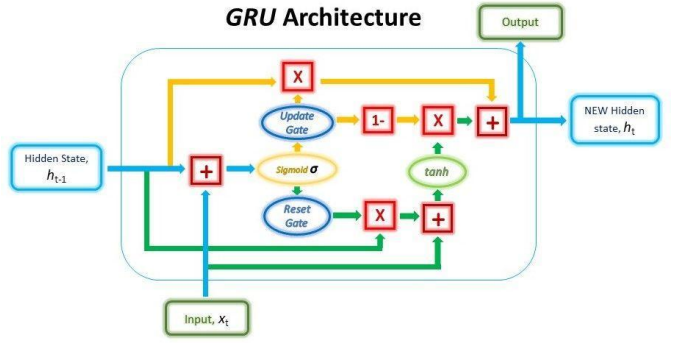 GRU Architecture
Output
X
Update
Gate
1-
X
+
NEW Hidden
state, hₜ
Hidden State,
hₜ₋₁
+
Sigmoid σ
tanh
Reset
Gate
X
+
Input, xₜ